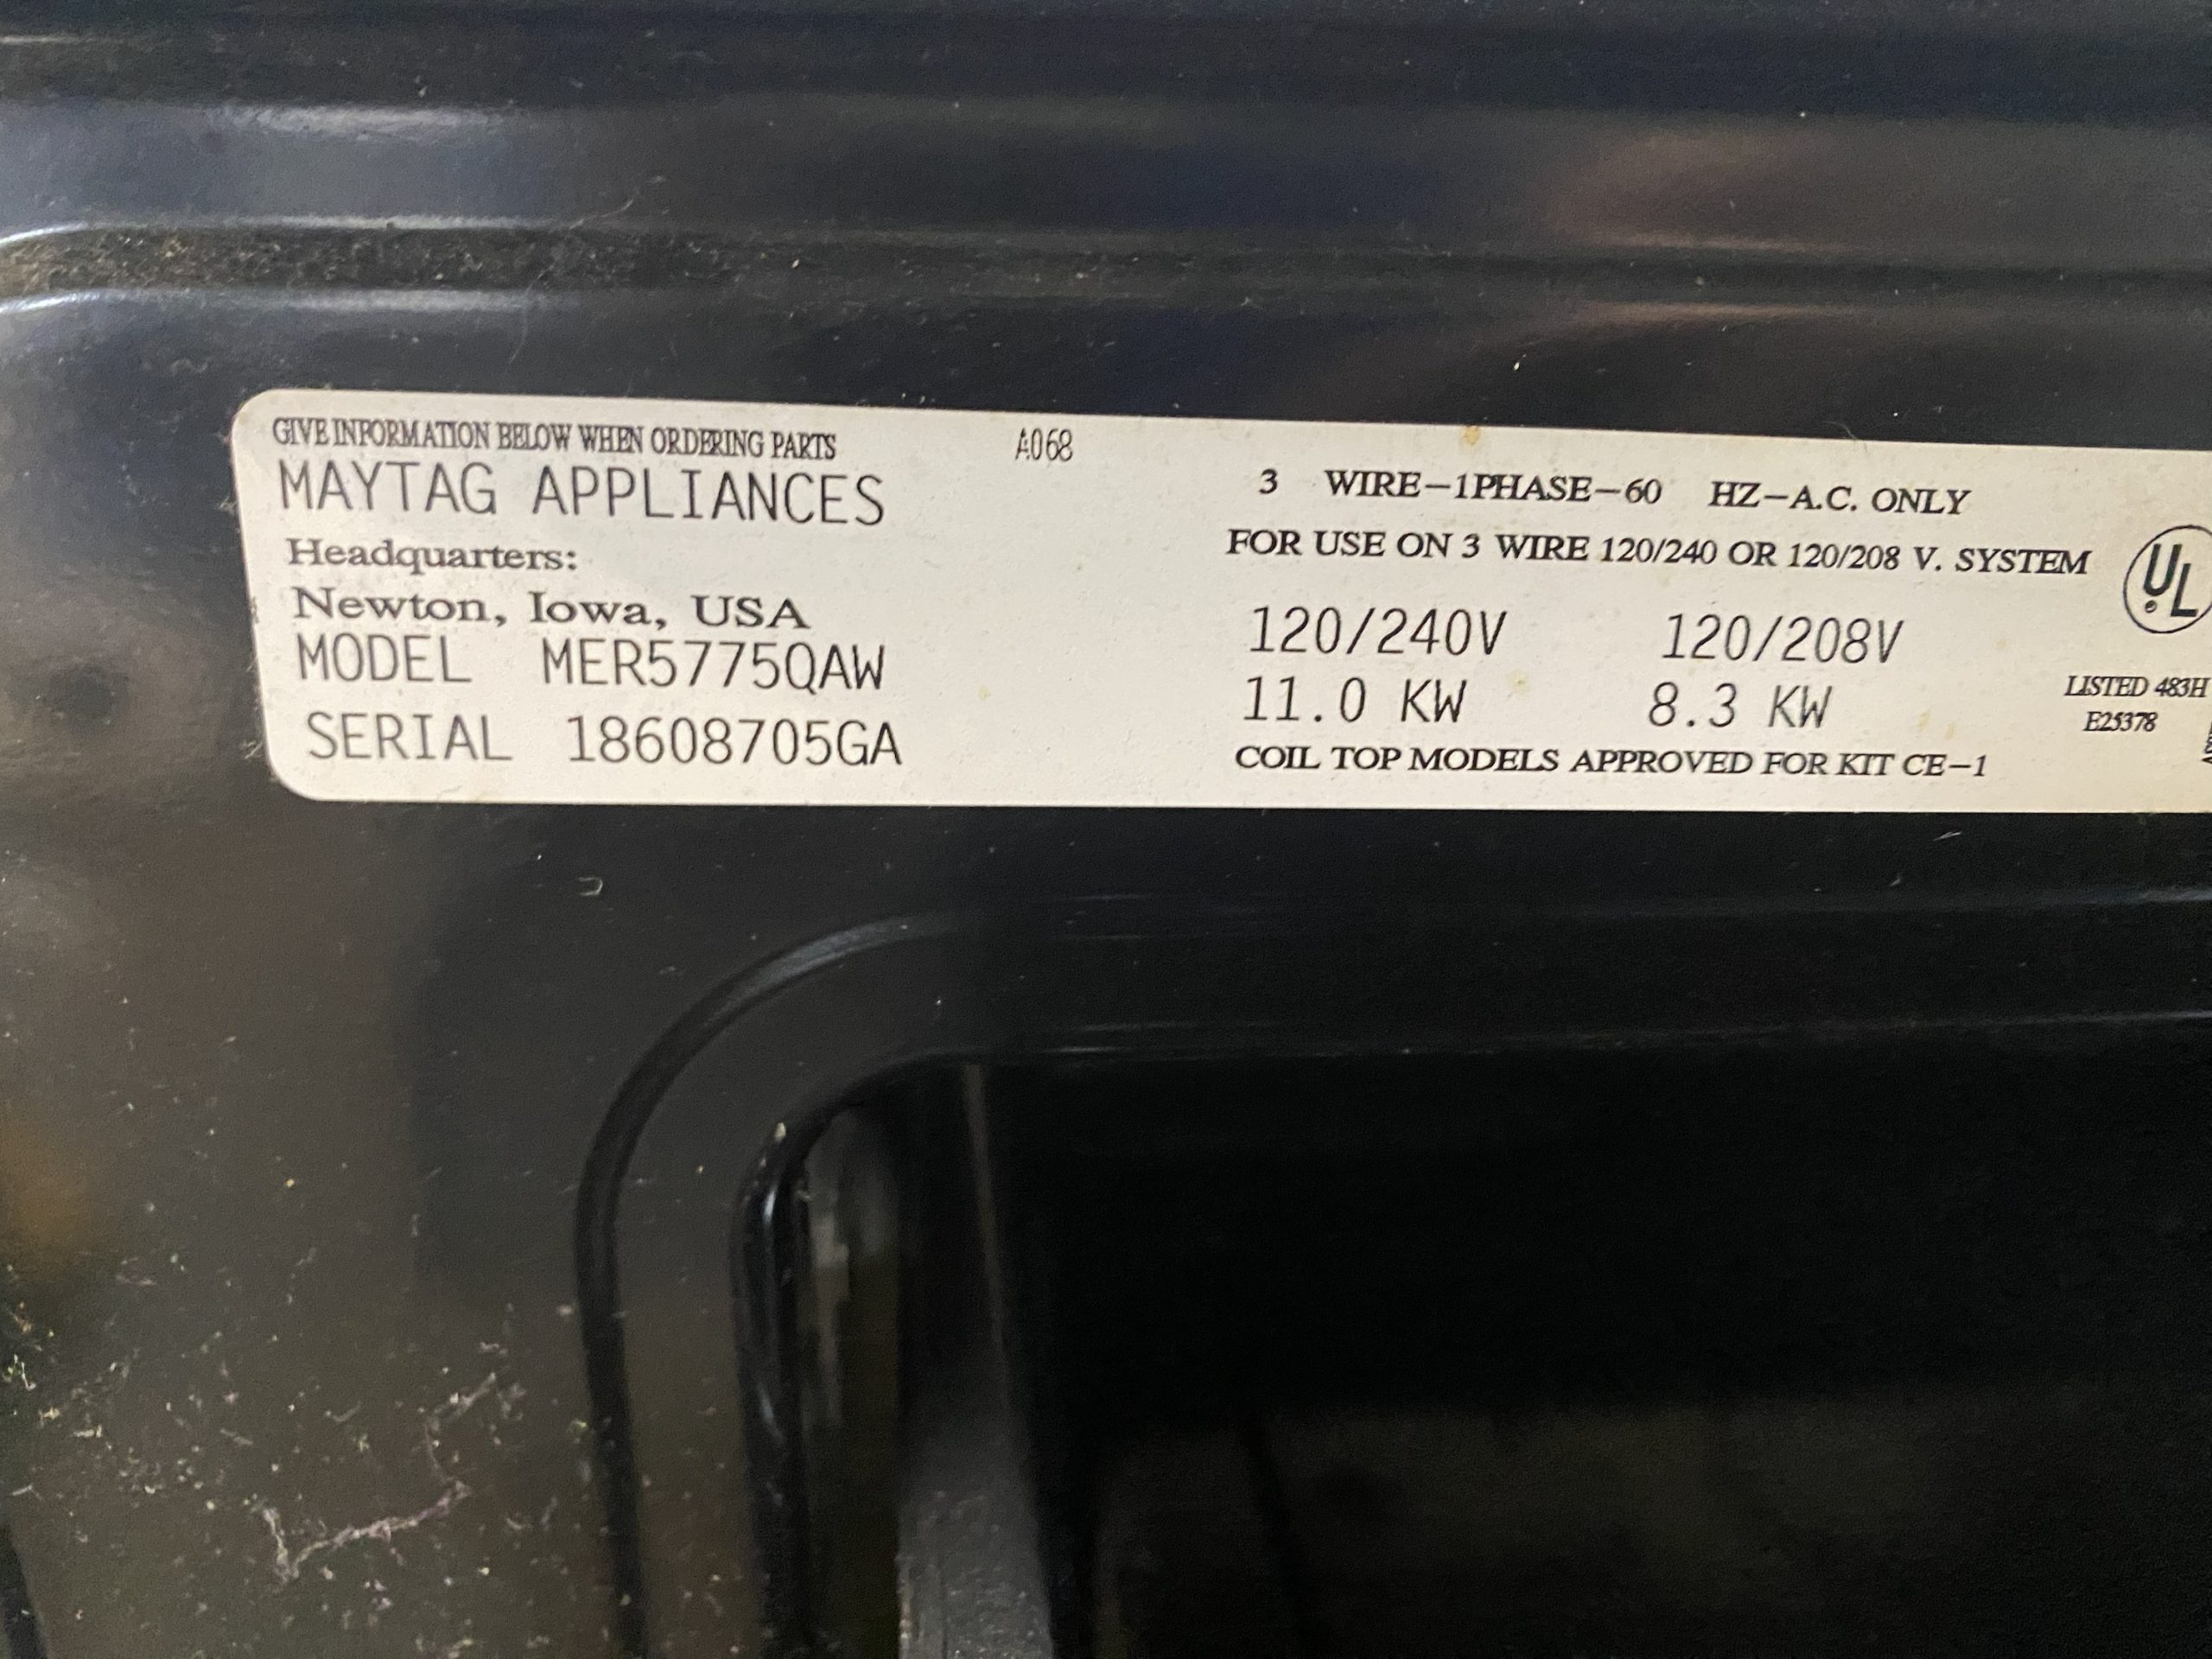 GIVE INFORMATION BELOW WHEN ORDERING PARTS A068
MAYTAG APPLIANCES
Headquarters:
Newton, Iowa, USA
MODEL MER5775QAW
SERIAL 18608705GA
3 WIRE-1PHASE-60 HZ-A.C. ONLY
FOR USE ON 3 WIRE 120/240 OR 120/208 V. SYSTEM
120/240V 120/208V
11.0 KW 8.3 KW
COIL TOP MODELS APPROVED FOR KIT CE-1
UL
LISTED 483H
E25378